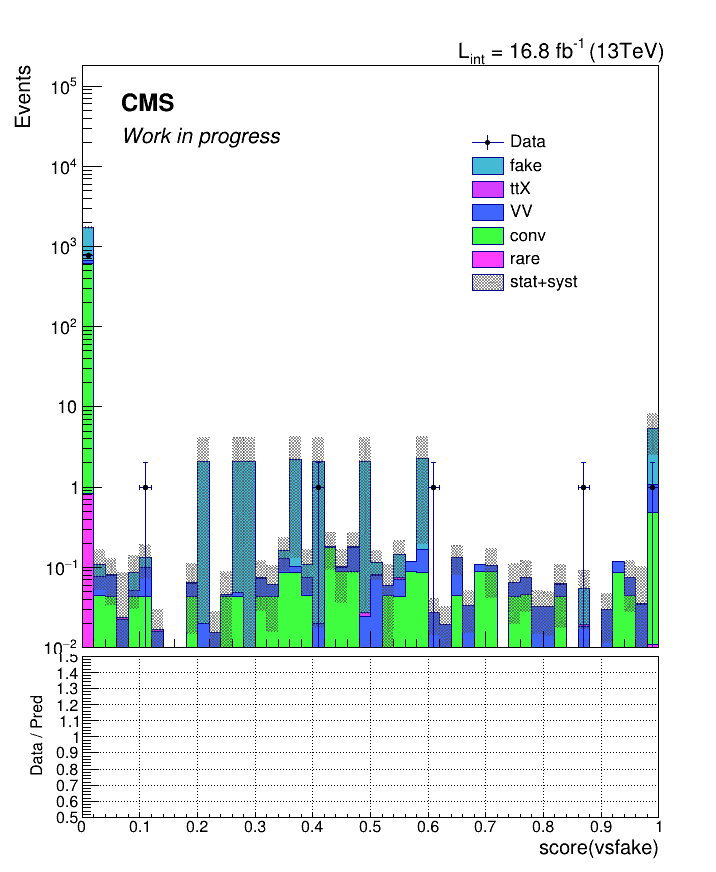 L_int = 16.8 fb^-1 (13TeV)
Events
CMS
Work in progress
Data
fake
ttX
VV
conv
rare
stat+syst
10^5
10^4
10^3
10^2
10
1
10^-1
10^-2
Data / Pred
1.5
1.4
1.3
1.2
1.1
1
0.9
0.8
0.7
0.6
0.5
0 0.1 0.2 0.3 0.4 0.5 0.6 0.7 0.8 0.9 1
score(vsfake)